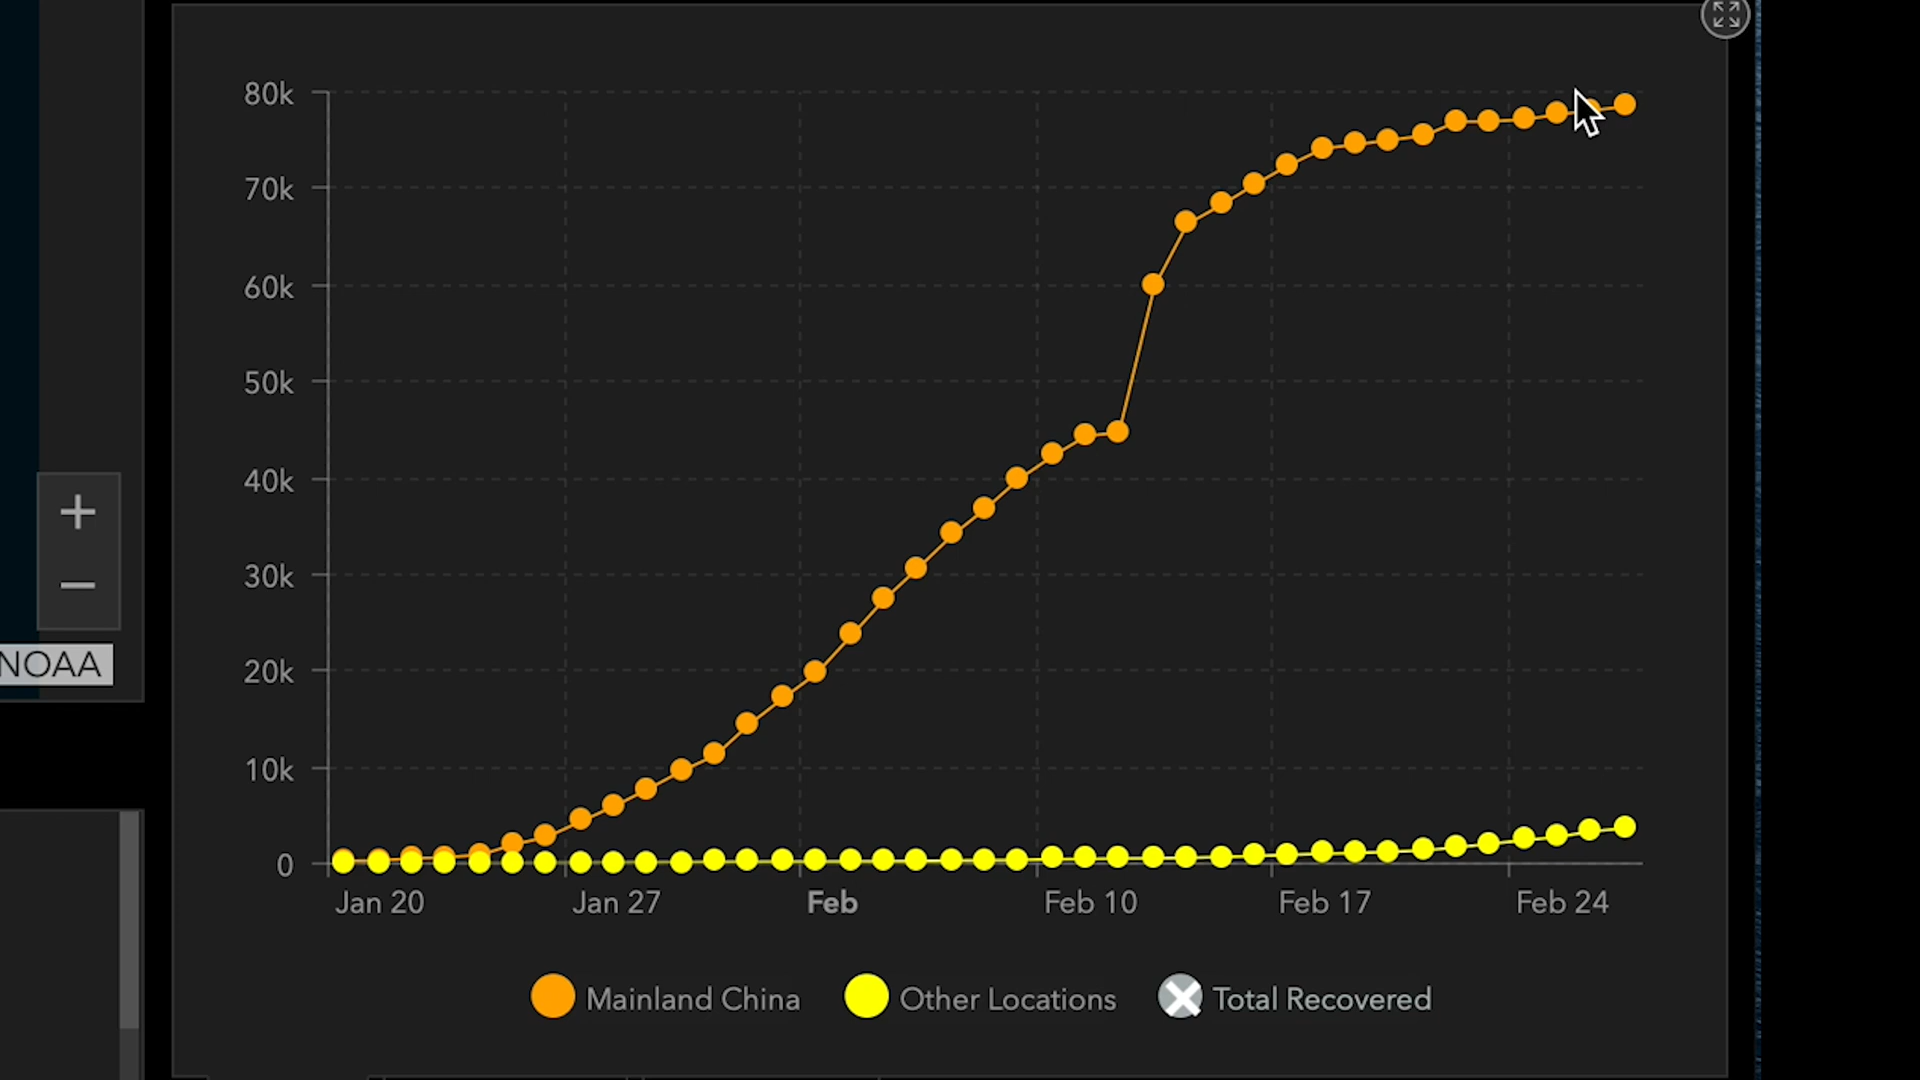 80k
70k
60k
50k
40k
30k
20k
10k
0
Jan 20 Jan 27 Feb Feb 10 Feb 17 Feb 24
Mainland China Other Locations Total Recovered
+
−
NOAA